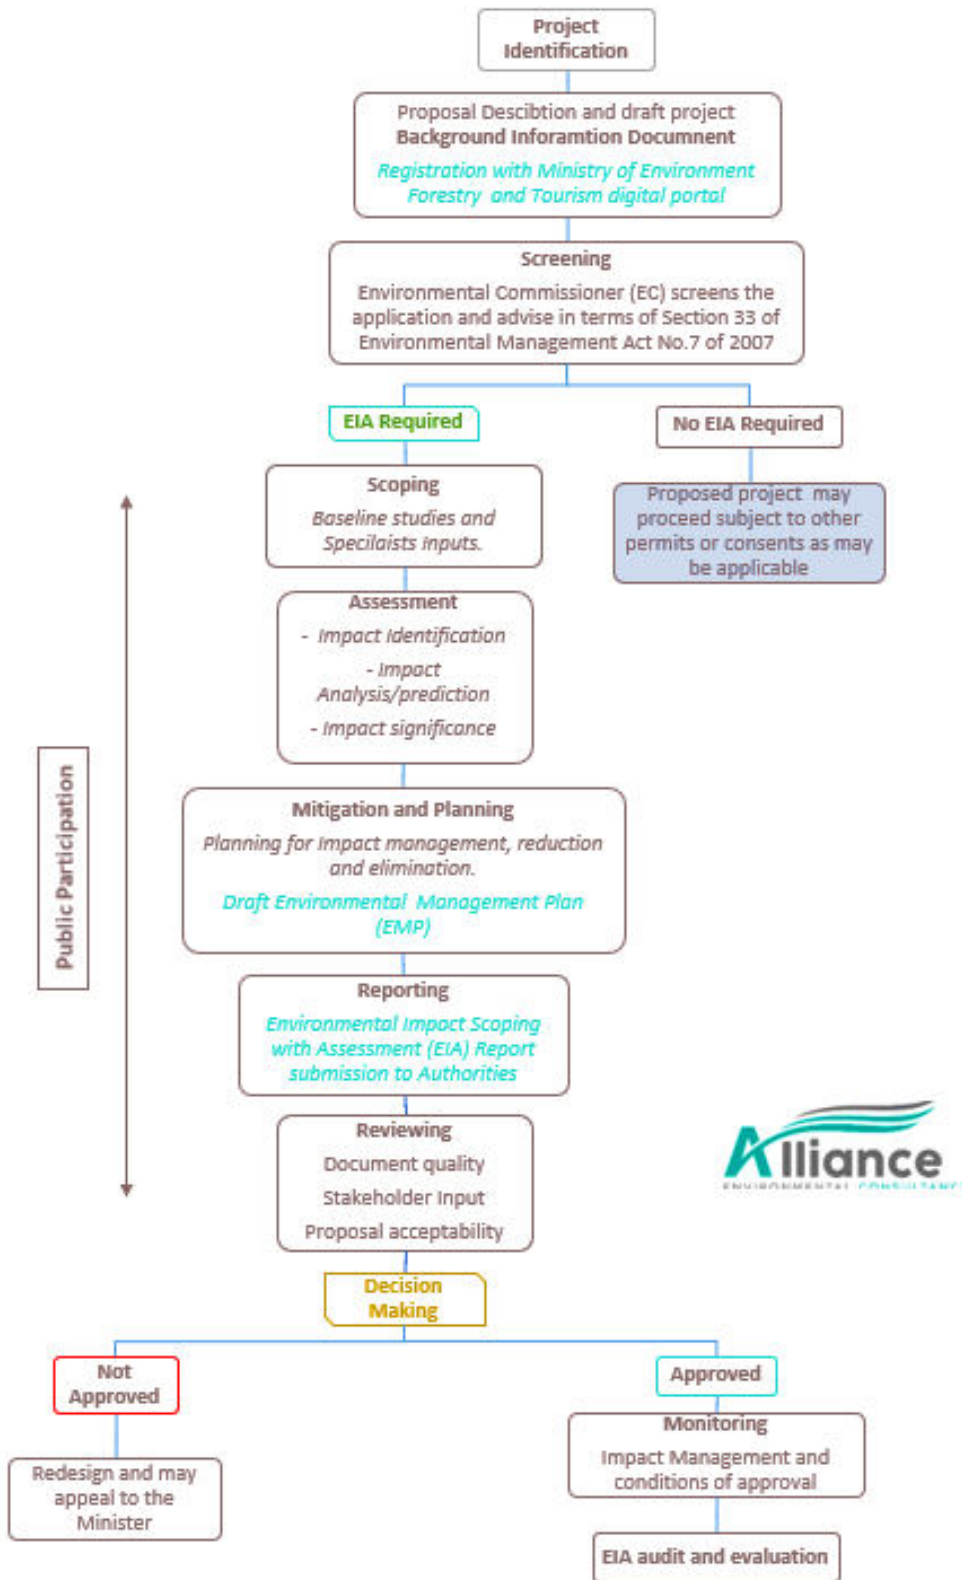 Project
Identification
Proposal Descibtion and draft project
Background Inforamtion Documnent
Registration with Ministry of Environment
Forestry and Tourism digital portal
Screening
Environmental Commissioner (EC) screens the
application and advise in terms of Section 33 of
Environmental Management Act No.7 of 2007
EIA Required
No EIA Required
Scoping
Baseline studies and
Specilaists Inputs.
Proposed project may
proceed subject to other
permits or consents as may
be applicable
Assessment
- Impact Identification
- Impact
Analysis/prediction
- Impact significance
Public Participation
Mitigation and Planning
Planning for Impact management, reduction
and elimination.
Draft Environmental Management Plan
(EMP)
Reporting
Environmental Impact Scoping
with Assessment (EIA) Report
submission to Authorities
Reviewing
Document quality
Stakeholder Input
Proposal acceptability
Alliance
ENVIRONMENTAL CONSULTANC
Decision
Making
Not
Approved
Approved
Redesign and may
appeal to the
Minister
Monitoring
Impact Management and
conditions of approval
EIA audit and evaluation